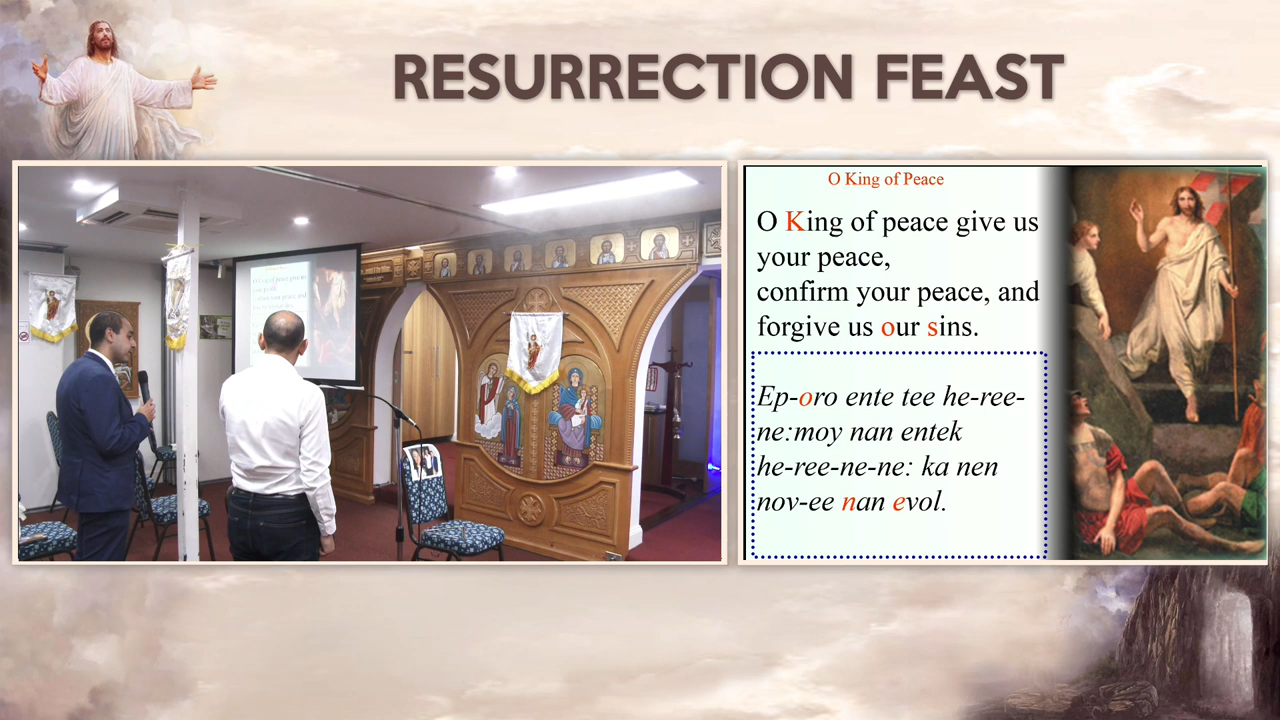 RESURRECTION FEAST
O King of Peace
O King of peace give us
your peace,
confirm your peace, and
forgive us our sins.
Ep-oro ente tee he-ree-
ne:moy nan entek
he-ree-ne-ne: ka nen
nov-ee nan evol.